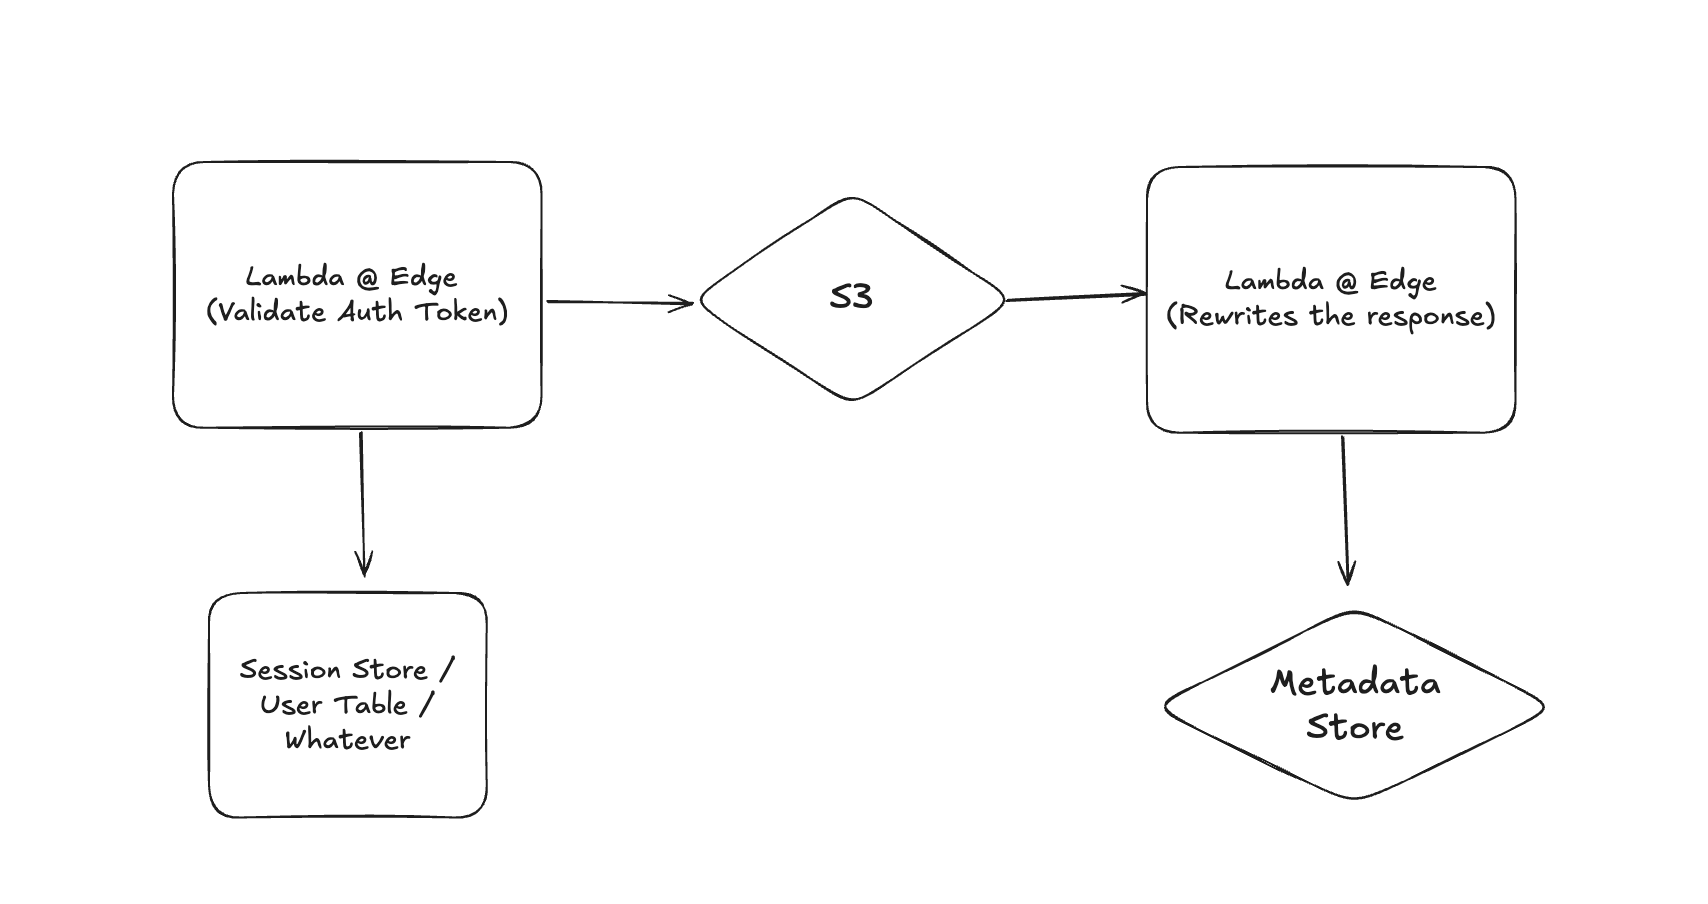 Lambda @ Edge
(Validate Auth Token)
S3
Lambda @ Edge
(Rewrites the response)
Session Store /
User Table /
Whatever
Metadata
Store